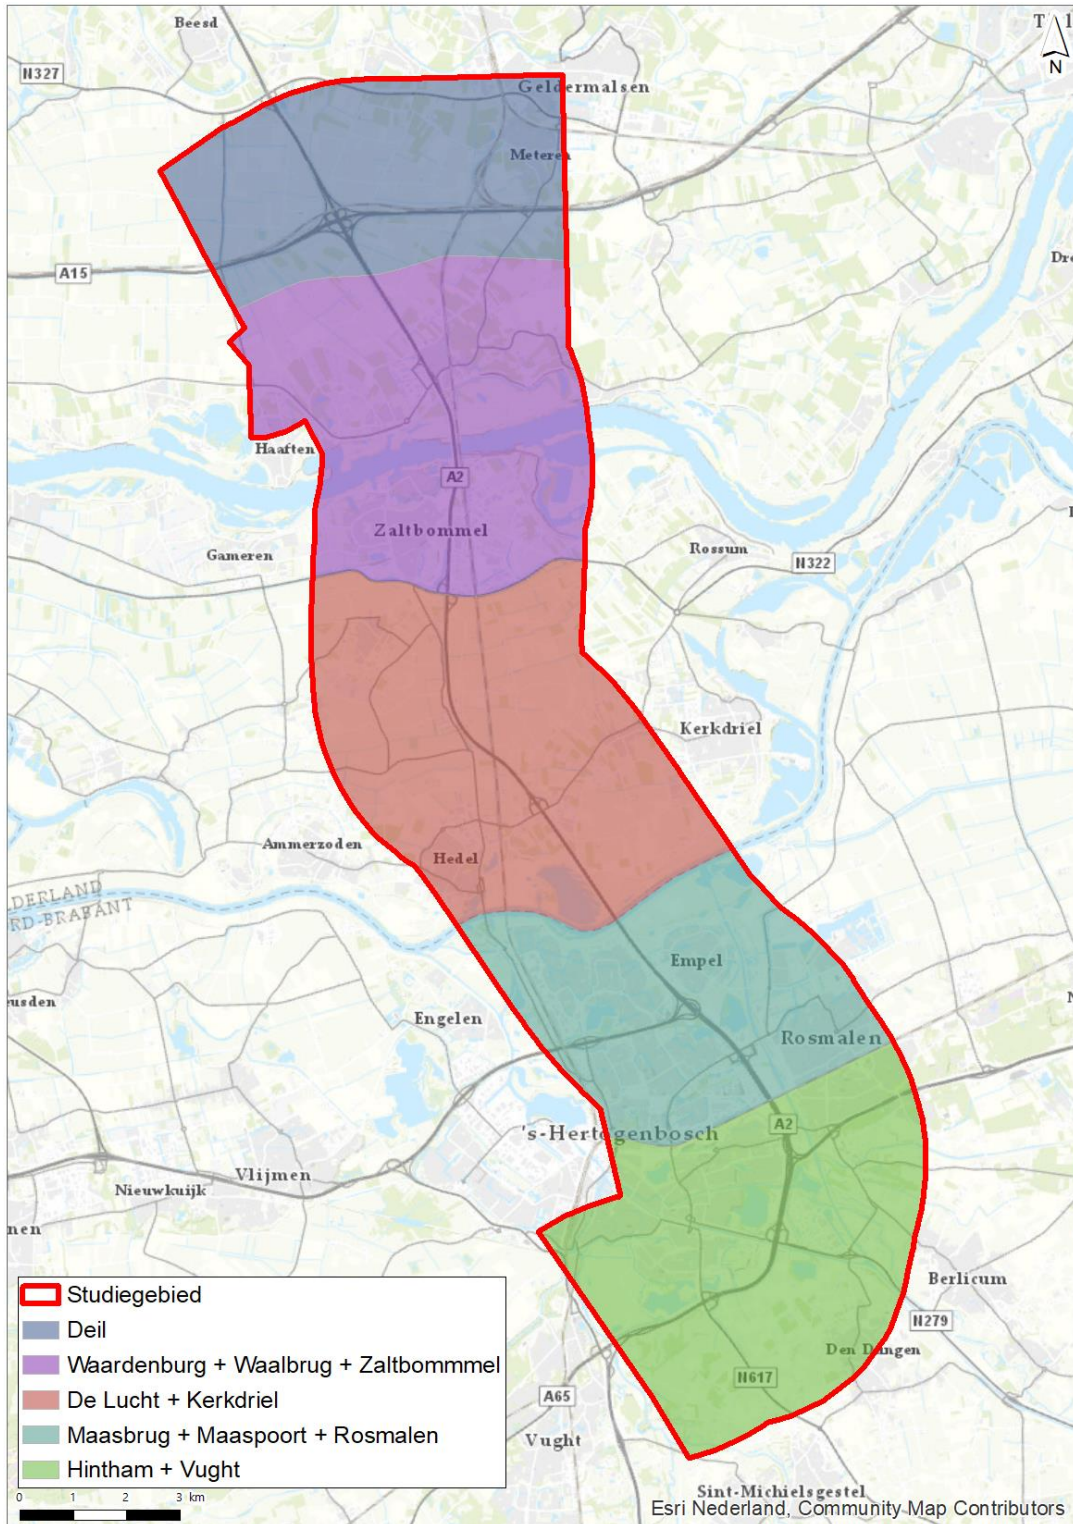 Beesd
T
N
N327
Geldermalsen
Meteren
A15
Dre
Haaften
A2
Zaltbommel
Gameren
Rossum
N322
Kerkdriel
Ammerzoden
Hedel
DERLAND
RD-BRABANT
Empel
eusden
Engelen
Rosmalen
A2
's-Hertogenbosch
Vlijmen
Nieuwkuijk
nen
Berlicum
N279
Den Dungen
N617
A65
Vught
Sint-Michielsgestel
Studiegebied
Deil
Waardenburg + Waalbrug + Zaltbommmel
De Lucht + Kerkdriel
Maasbrug + Maaspoort + Rosmalen
Hintham + Vught
0 1 2 3 km
Esri Nederland, Community Map Contributors